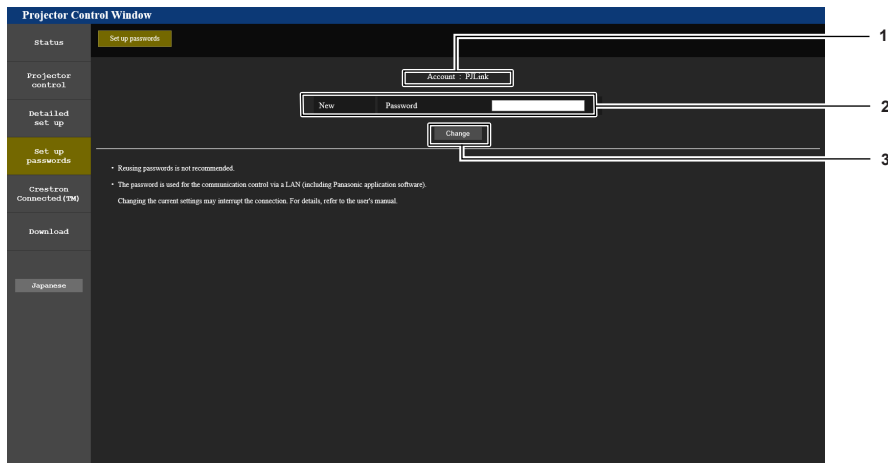 Projector Control Window
Status
Set up passwords
1
Projector
control
Account : PJLink
New Password
2
Detailed
set up
Change
3
Set up
passwords
• Reusing passwords is not recommended.
• The password is used for the communication control via a LAN (including Panasonic application software).
Changing the current settings may interrupt the connection. For details, refer to the user's manual.
Crestron
Connected(TM)
Download
Japanese